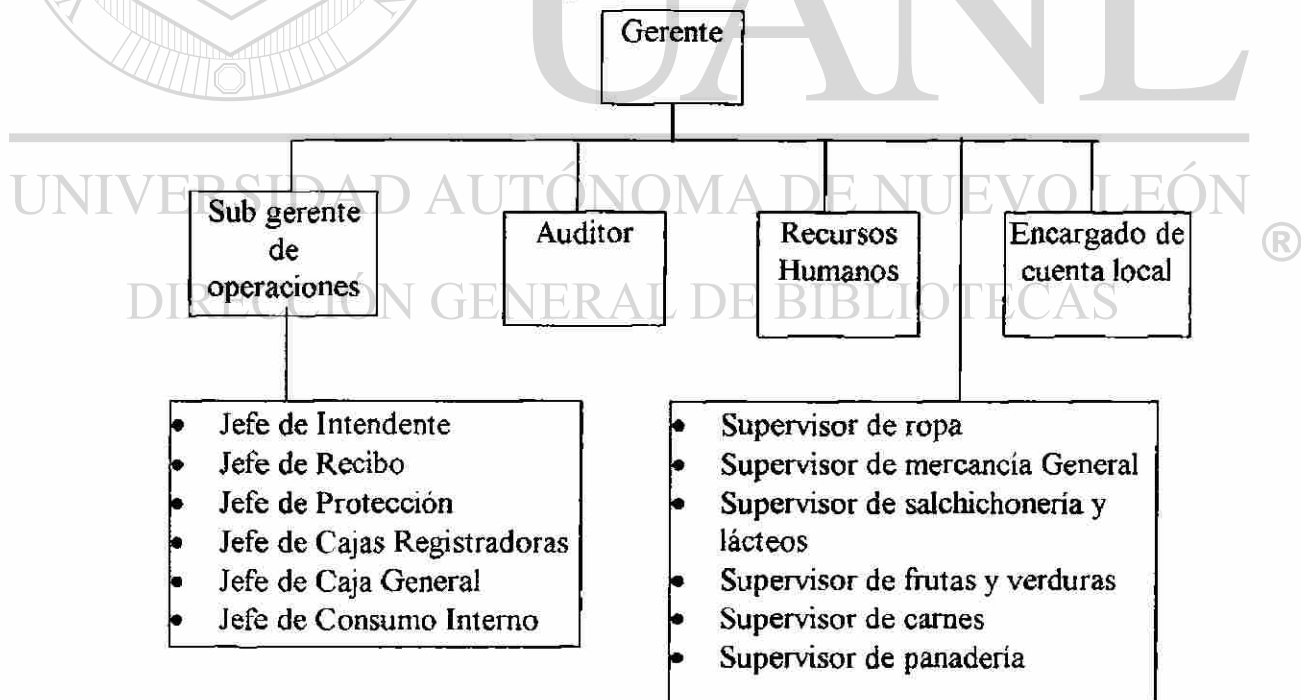 UANL
Gerente
UNIVERSIDAD AUTÓNOMA DE NUEVO LEÓN
®
Sub gerente
de
operaciones
Auditor
Recursos
Humanos
Encargado de
cuenta local
DIRECCIÓN GENERAL DE BIBLIOTECAS
• Jefe de Intendente
• Jefe de Recibo
• Jefe de Protección
• Jefe de Cajas Registradoras
• Jefe de Caja General
• Jefe de Consumo Interno
• Supervisor de ropa
• Supervisor de mercancía General
• Supervisor de salchichonería y
lácteos
• Supervisor de frutas y verduras
• Supervisor de carnes
• Supervisor de panadería